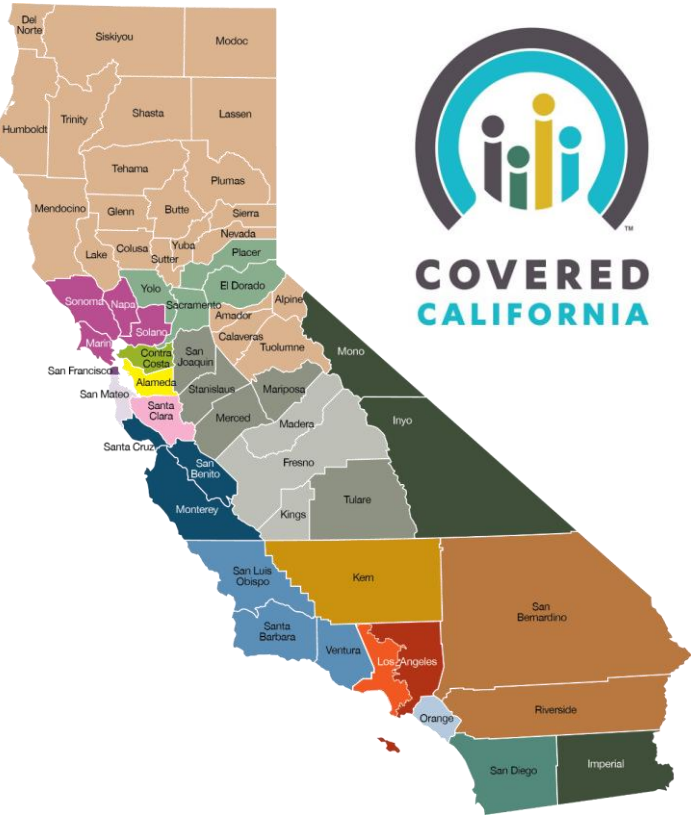 Del
Norte
Siskiyou
Modoc
Humboldt
Trinity
Shasta
Lassen
Tehama
Plumas
Mendocino
Glenn
Butte
Sierra
Nevada
Lake
Colusa
Sutter
Yuba
Placer
Yolo
El Dorado
Sonoma
Napa
Sacramento
Solano
Alpine
Amador
Calaveras
Tuolumne
Marin
Contra
Costa
San
Joaquin
Mono
San Francisco
Alameda
Stanislaus
Mariposa
San Mateo
Santa
Clara
Merced
Madera
Inyo
Santa Cruz
San
Benito
Fresno
Monterey
Kings
Tulare
San Luis
Obispo
Kern
San
Bernardino
Santa
Barbara
Ventura
Los Angeles
Orange
Riverside
San Diego
Imperial
TM
COVERED
CALIFORNIA